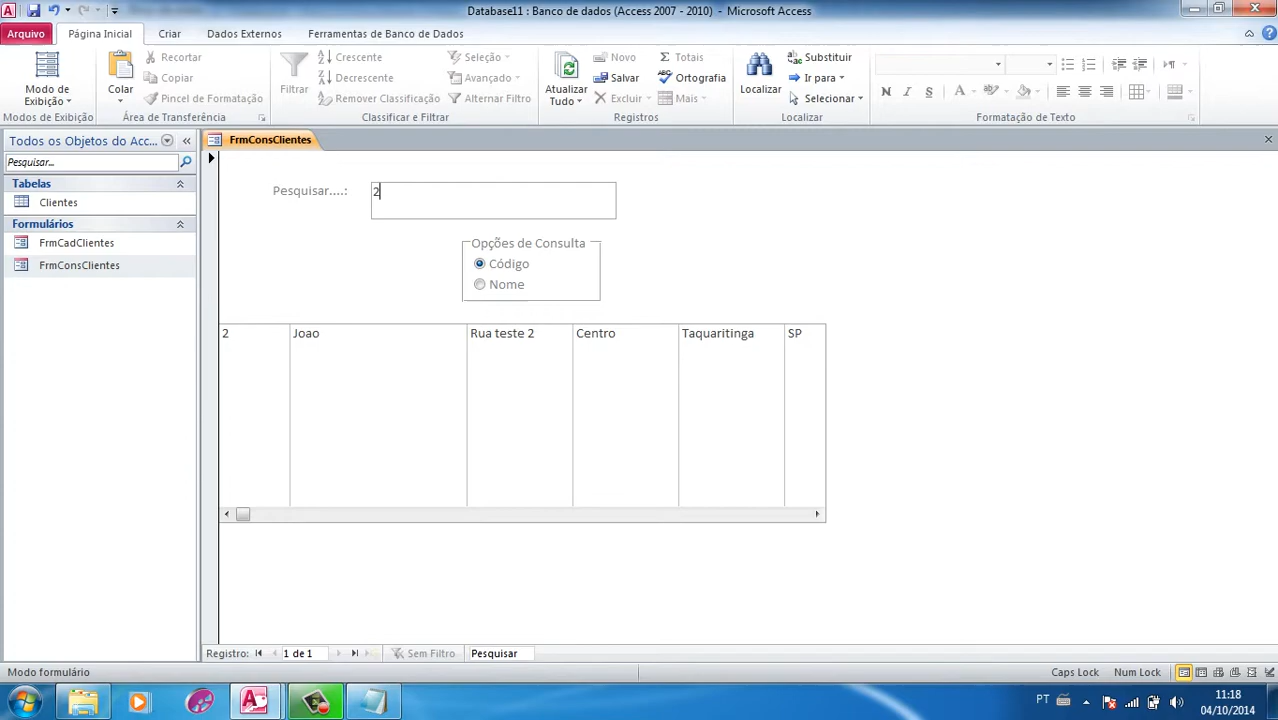 Database11 : Banco de dados (Access 2007 - 2010) - Microsoft Access
Arquivo Página Inicial Criar Dados Externos Ferramentas de Banco de Dados
Modo de Exibição
Modos de Exibição
Colar
Recortar
Copiar
Pincel de Formatação
Área de Transferência
Filtrar
Crescente
Decrescente
Remover Classificação
Seleção
Avançado
Alternar Filtro
Classificar e Filtrar
Atualizar Tudo
Novo
Salvar
Excluir
Totais
Ortografia
Mais
Registros
Localizar
Substituir
Ir para
Selecionar
Localizar
N I S A ab
Formatação de Texto
Todos os Objetos do Acc...
Pesquisar...
Tabelas
Clientes
Formulários
FrmCadClientes
FrmConsClientes
FrmConsClientes
Pesquisar....: 2
Opções de Consulta
Código
Nome
2 Joao Rua teste 2 Centro Taquaritinga SP
Registro: 1 de 1 Sem Filtro Pesquisar
Modo formulário Caps Lock Num Lock
PT 11:18
04/10/2014